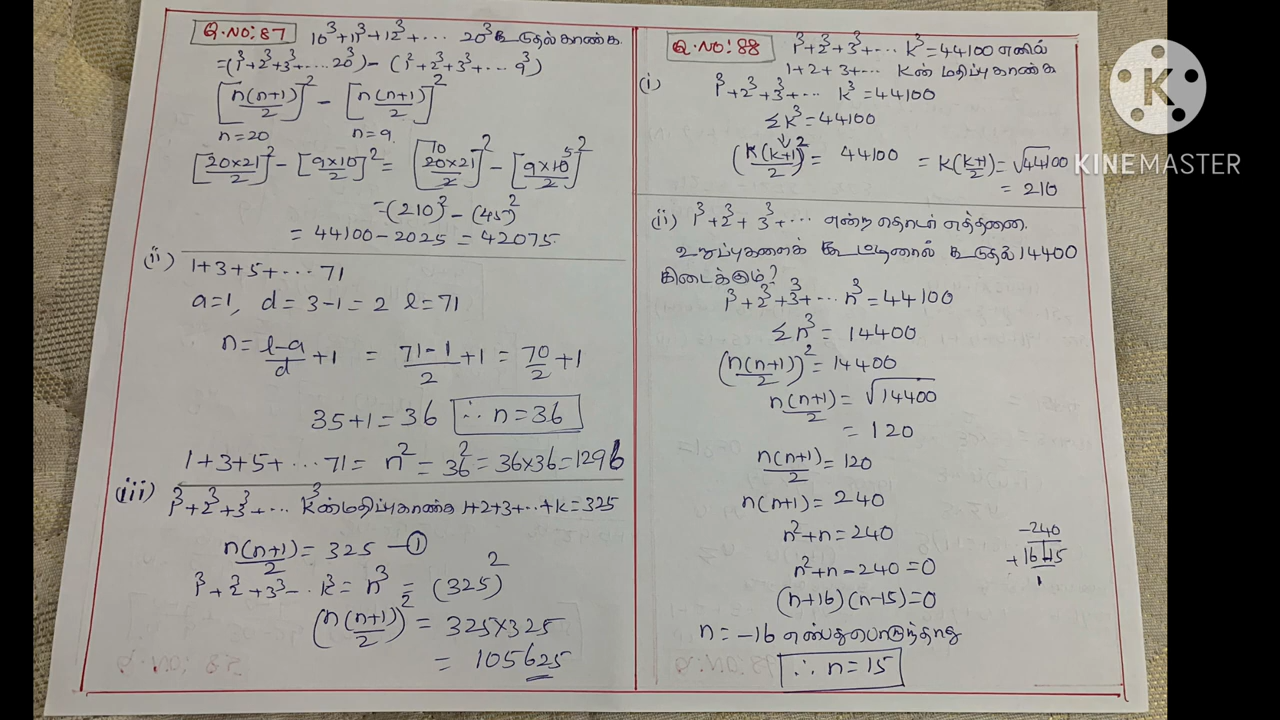 Q.NO: 87 10³+11³+12³+... 20³ கூடுதல் காண்க
=(1³+2³+3³+...20³)-(1³+2³+3³+...9³)
[n(n+1)/2]² - [n(n+1)/2]²
n=20 n=9
[20×21/2]² - [9×10/2]² = [20×21/2]² - [9×10/2]²
10 5
=(210)² - (45)²
= 44100-2025 = 42075
(ii) 1+3+5+... 71
a=1, d=3-1=2 l=71
n= l-a/d +1 = 71-1/2 +1 = 70/2 +1
35+1=36 ∴ n=36
1+3+5+...71= n² = 36² = 36×36=1296
(iii) 1³+2³+3³+... k³ன் மதிப்பு காண்க 1+2+3+...+k=325
n(n+1)/2 = 325 -①
1³+2³+3³... k³ = n³ = (325)²
(n(n+1)/2)² = 325×325
= 105625
Q.NO: 88 1³+2³+3³+... k³=44100 எனில்
1+2+3+... kன் மதிப்பு காண்க
(i) 1³+2³+3³+... k³=44100
Σk³=44100
↓
(k(k+1)/2)² = 44100 = k(k+1)/2 = √44100
= 210
(ii) 1³+2³+3³+... என்ற தொடர் எத்தனை
உறுப்புகளைக் கூட்டினால் கூடுதல் 14400
கிடைக்கும்?
1³+2³+3³+... n³=44100
Σn³ = 14400
(n(n+1)/2)² = 14400
n(n+1)/2 = √14400
= 120
n(n+1)/2 = 120
n(n+1) = 240
n²+n=240
n²+n-240=0
(n+16)(n-15)=0
-240
+16 -15
1
n=-16 என்பது பொருந்தாது
∴ n=15
K
KINEMASTER